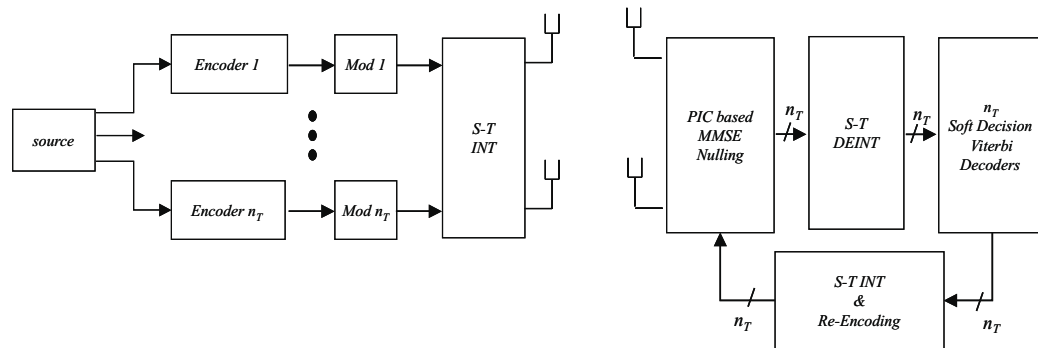 source
Encoder 1
Mod 1
Encoder n_T
Mod n_T
S-T
INT
PIC based
MMSE
Nulling
n_T
S-T
DEINT
n_T
n_T
Soft Decision
Viterbi
Decoders
S-T INT
&
Re-Encoding
n_T
n_T